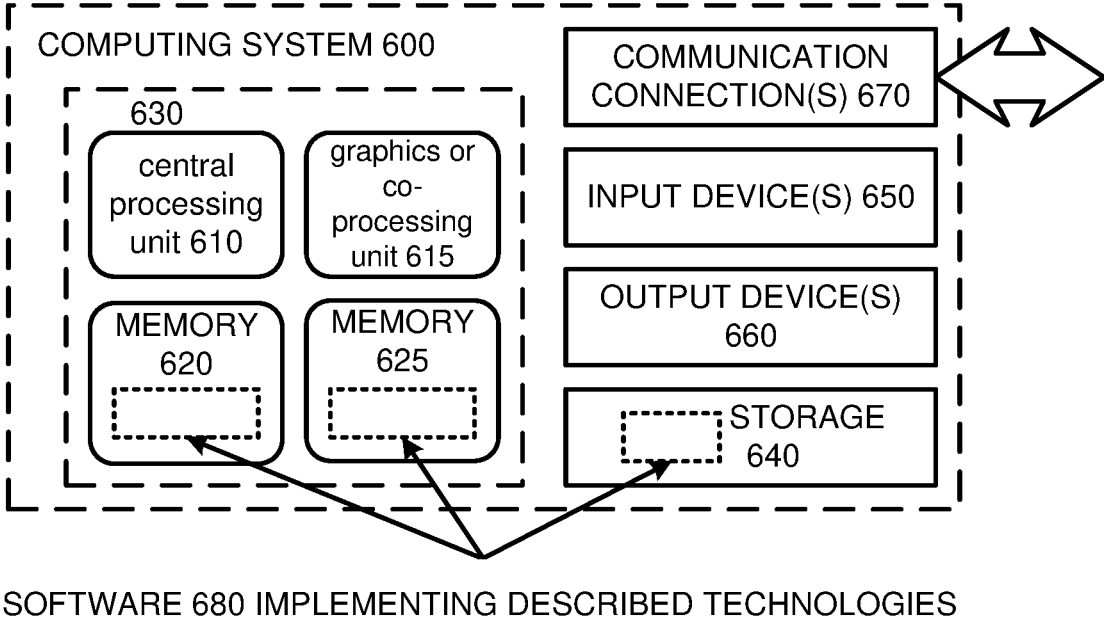 COMPUTING SYSTEM 600
630
central
processing
unit 610
graphics or
co-
processing
unit 615
MEMORY
620
MEMORY
625
COMMUNICATION
CONNECTION(S) 670
INPUT DEVICE(S) 650
OUTPUT DEVICE(S)
660
STORAGE
640
SOFTWARE 680 IMPLEMENTING DESCRIBED TECHNOLOGIES